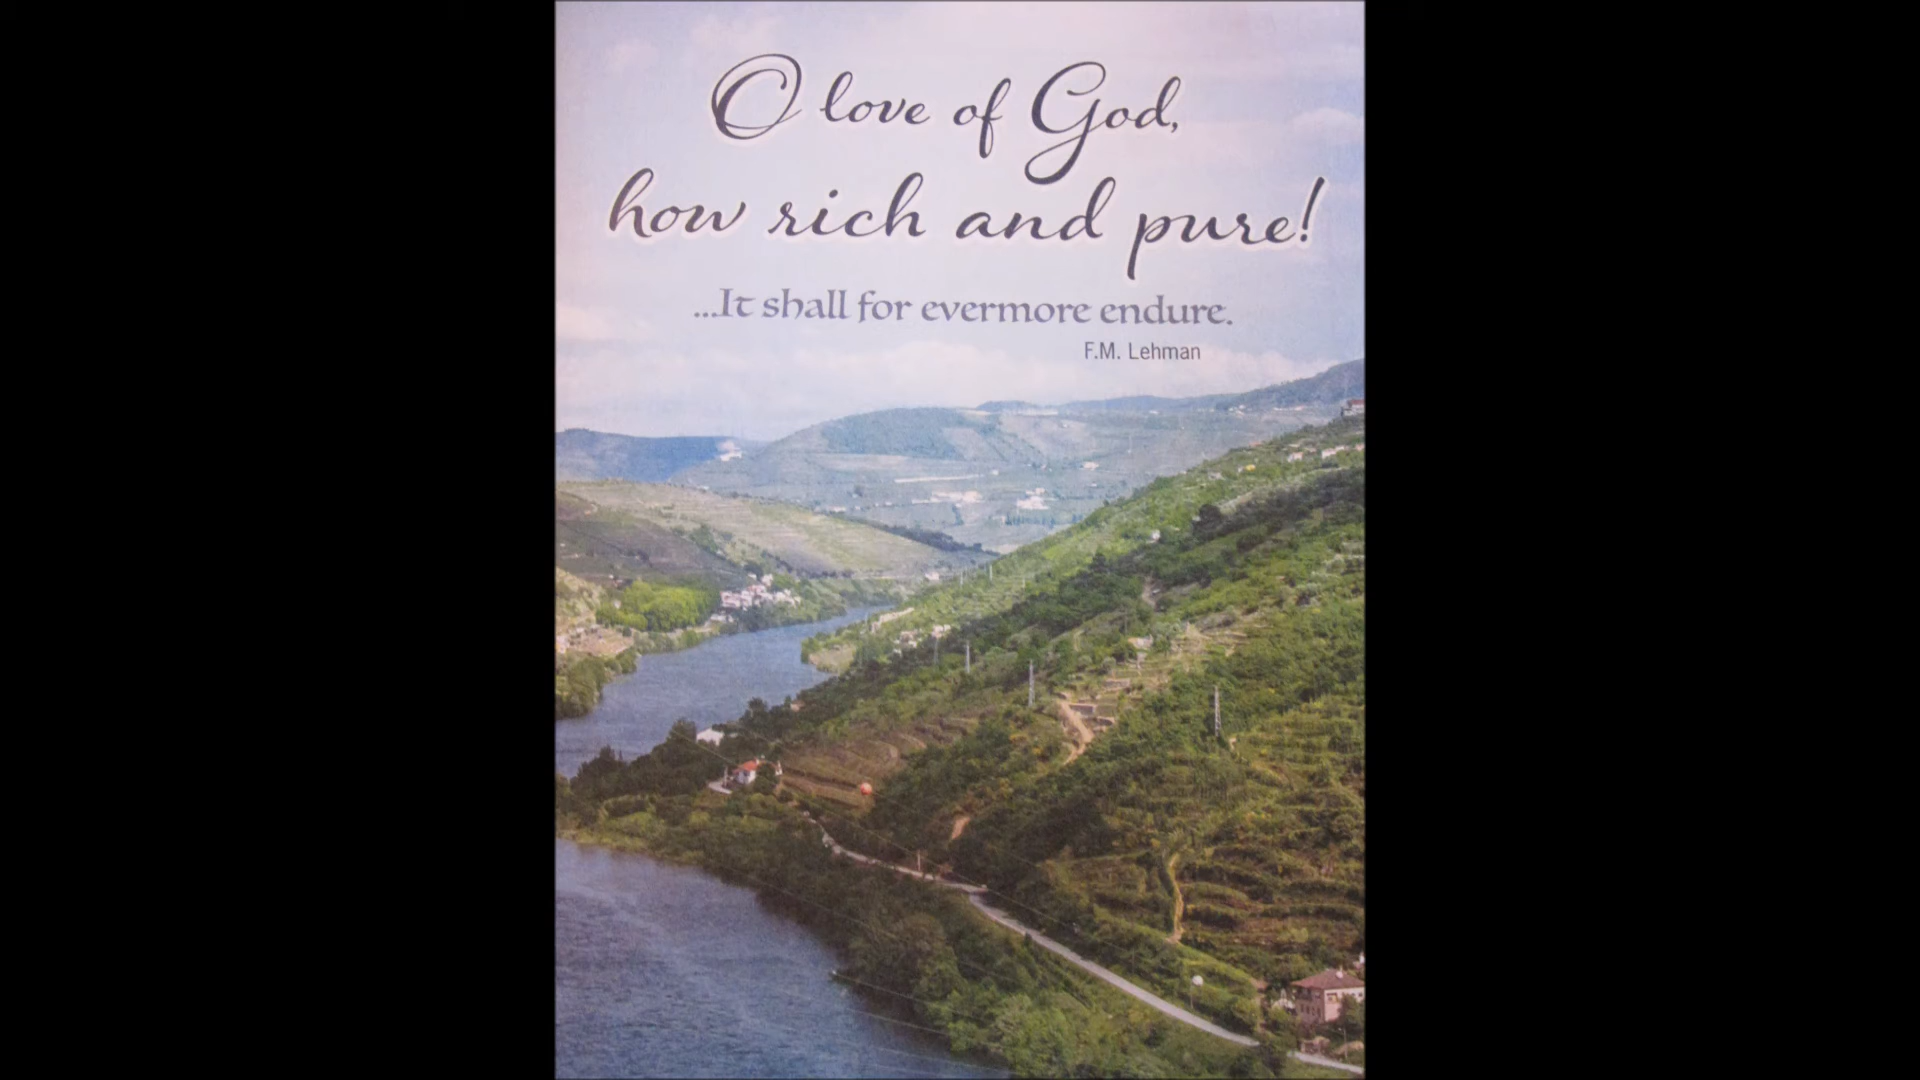 O love of God,
how rich and pure!
...It shall for evermore endure.
F.M. Lehman